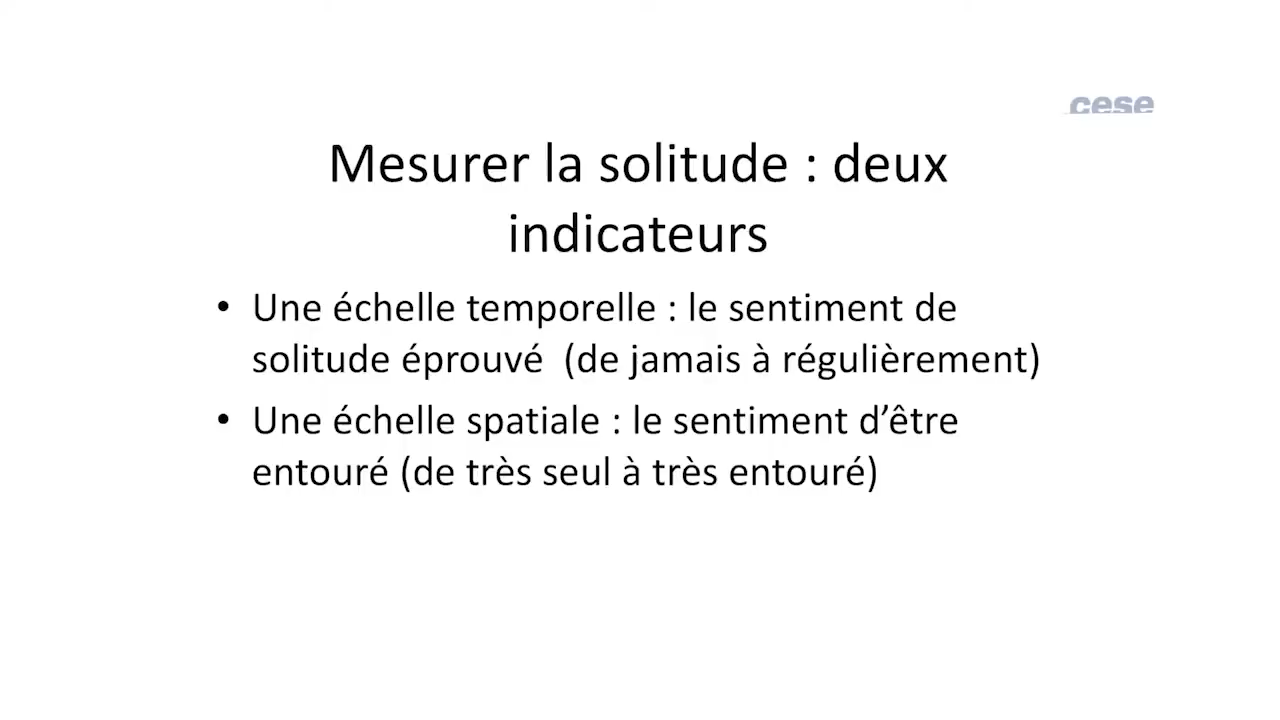 cese
Mesurer la solitude : deux
indicateurs
• Une échelle temporelle : le sentiment de
solitude éprouvé  (de jamais à régulièrement)
• Une échelle spatiale : le sentiment d’être
entouré (de très seul à très entouré)